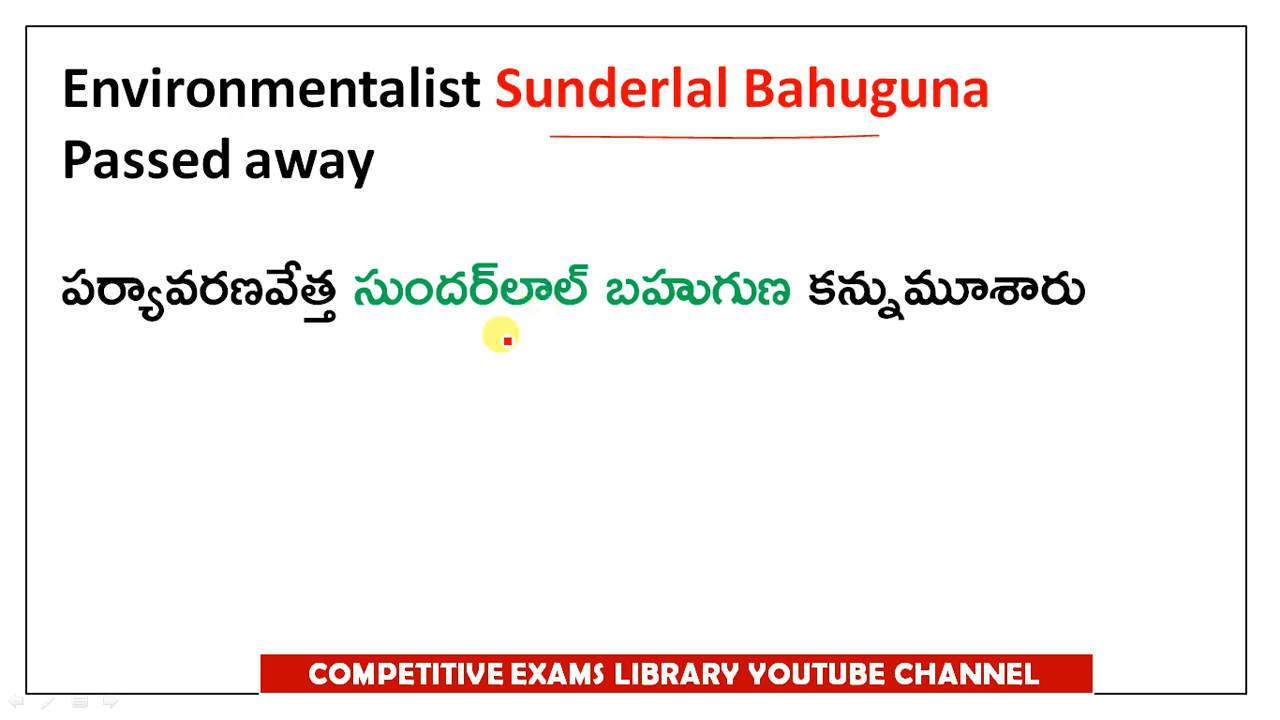 Environmentalist Sunderlal Bahuguna
Passed away
పర్యావరణవేత్త సుందర్‌లాల్ బహుగుణ కన్నుమూశారు
COMPETITIVE EXAMS LIBRARY YOUTUBE CHANNEL